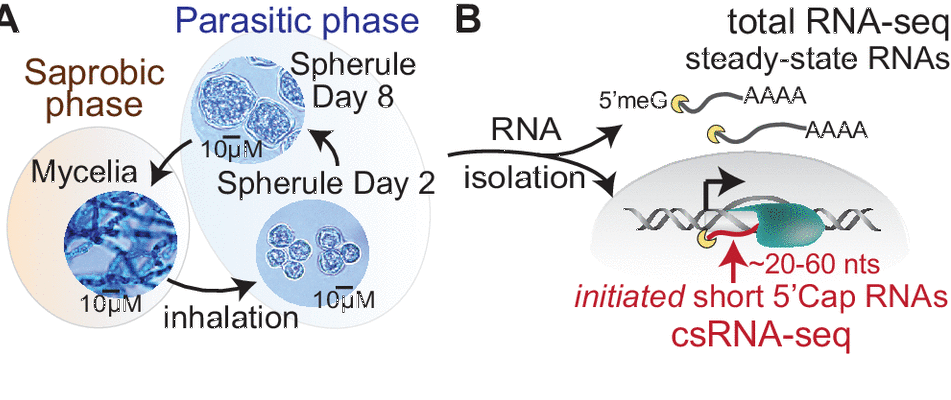 A
Parasitic phase
Saprobic
phase
Spherule
Day 8
10µM
Mycelia
Spherule Day 2
10µM
10µM
inhalation
B
total RNA-seq
steady-state RNAs
5'meG
AAAA
AAAA
RNA
isolation
~20-60 nts
initiated short 5'Cap RNAs
csRNA-seq